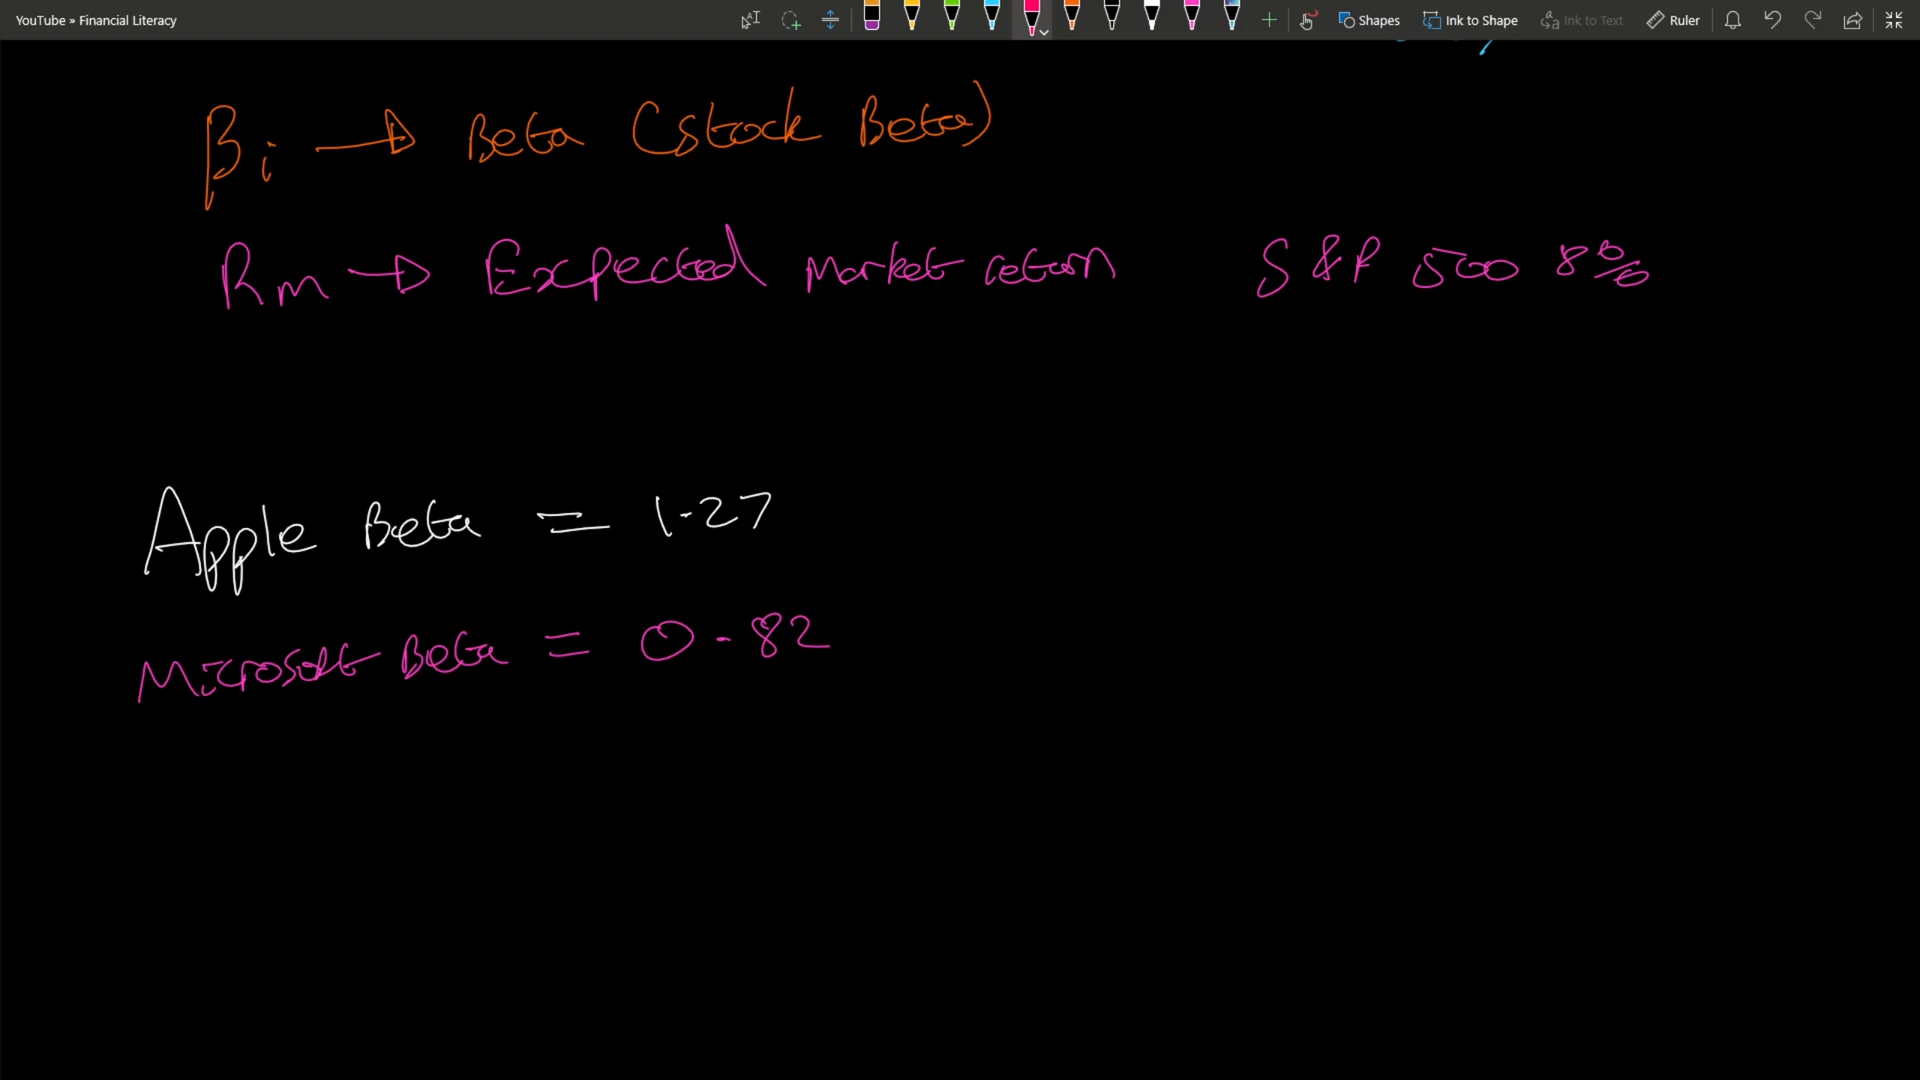 YouTube » Financial Literacy
Shapes Ink to Shape Ink to Text Ruler
βi → Beta (stock Beta)
Rm → Expected Market return S&P 500 8%
Apple Beta = 1.27
Microsoft Beta = 0.82